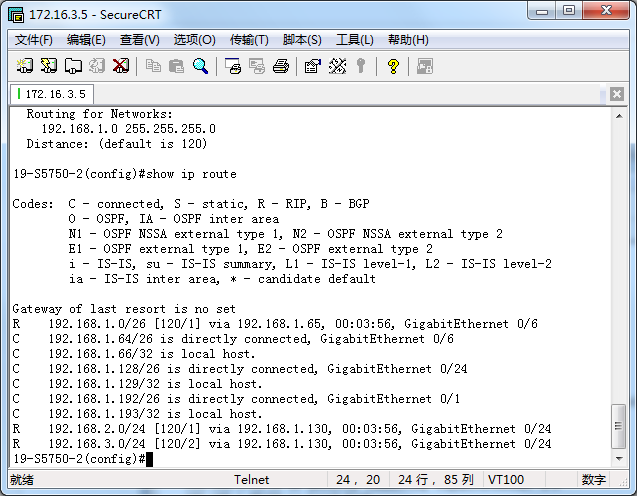 172.16.3.5 - SecureCRT
文件(F) 编辑(E) 查看(V) 选项(O) 传输(T) 脚本(S) 工具(L) 帮助(H)
172.16.3.5
Routing for Networks:
192.168.1.0 255.255.255.0
Distance: (default is 120)
19-S5750-2(config)#show ip route
Codes:  C - connected, S - static, R - RIP, B - BGP
O - OSPF, IA - OSPF inter area
N1 - OSPF NSSA external type 1, N2 - OSPF NSSA external type 2
E1 - OSPF external type 1, E2 - OSPF external type 2
i - IS-IS, su - IS-IS summary, L1 - IS-IS level-1, L2 - IS-IS level-2
ia - IS-IS inter area, * - candidate default
Gateway of last resort is no set
R    192.168.1.0/26 [120/1] via 192.168.1.65, 00:03:56, GigabitEthernet 0/6
C    192.168.1.64/26 is directly connected, GigabitEthernet 0/6
C    192.168.1.66/32 is local host.
C    192.168.1.128/26 is directly connected, GigabitEthernet 0/24
C    192.168.1.129/32 is local host.
C    192.168.1.192/26 is directly connected, GigabitEthernet 0/1
C    192.168.1.193/32 is local host.
R    192.168.2.0/24 [120/1] via 192.168.1.130, 00:03:56, GigabitEthernet 0/24
R    192.168.3.0/24 [120/2] via 192.168.1.130, 00:03:56, GigabitEthernet 0/24
19-S5750-2(config)#
就绪 Telnet 24, 20 24 行, 85 列 VT100 数字